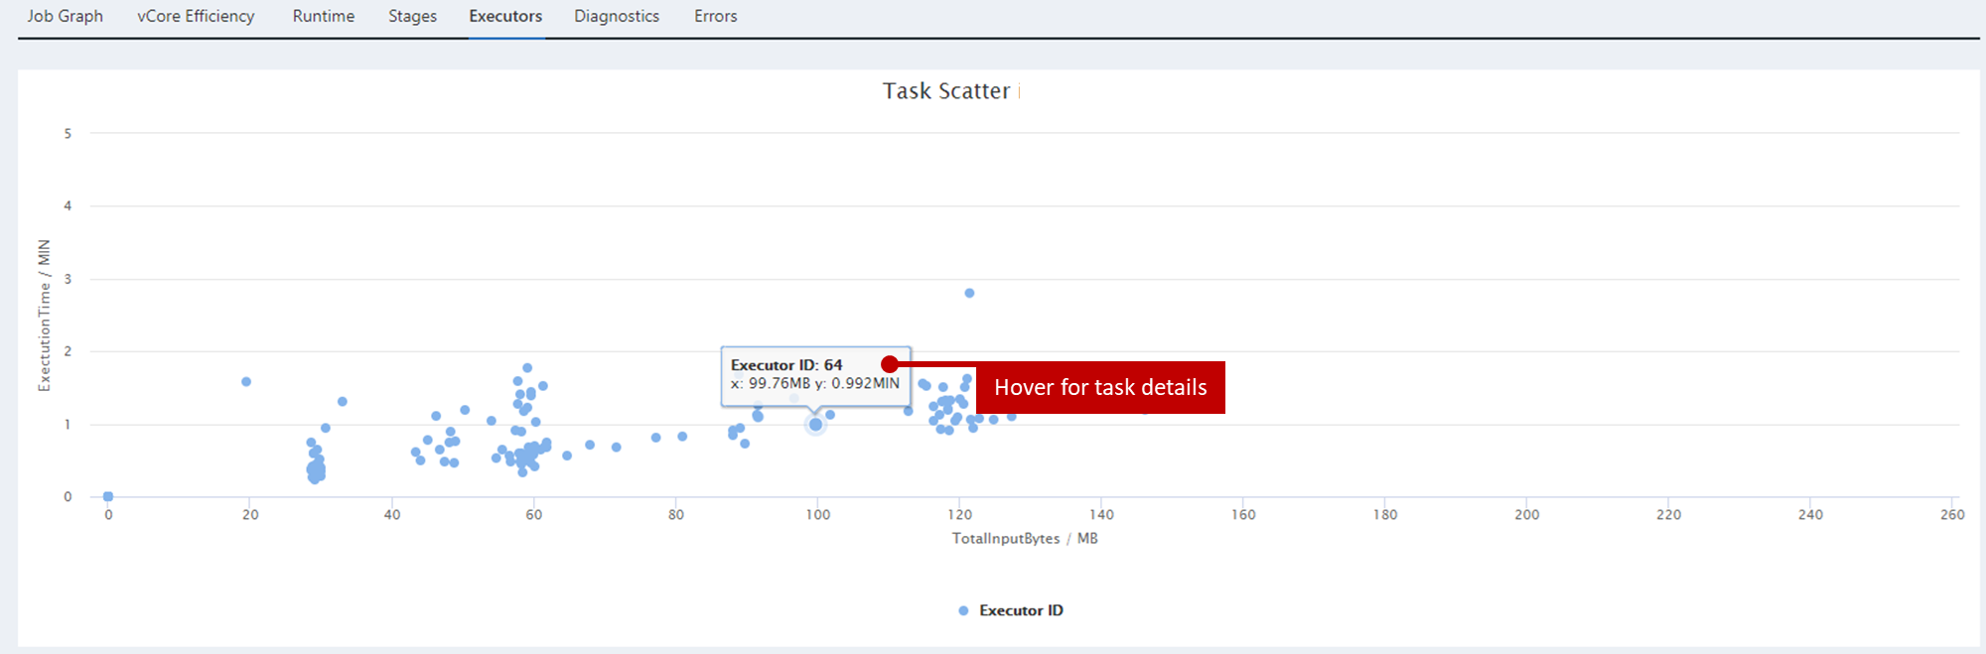 Job Graph vCore Efficiency Runtime Stages Executors Diagnostics Errors
Task Scatter
5
4
3
2
1
0
ExectutionTime / MIN
Executor ID: 64
x: 99.76MB y: 0.992MIN
Hover for task details
0 20 40 60 80 100 120 140 160 180 200 220 240 260
TotalInputBytes / MB
Executor ID